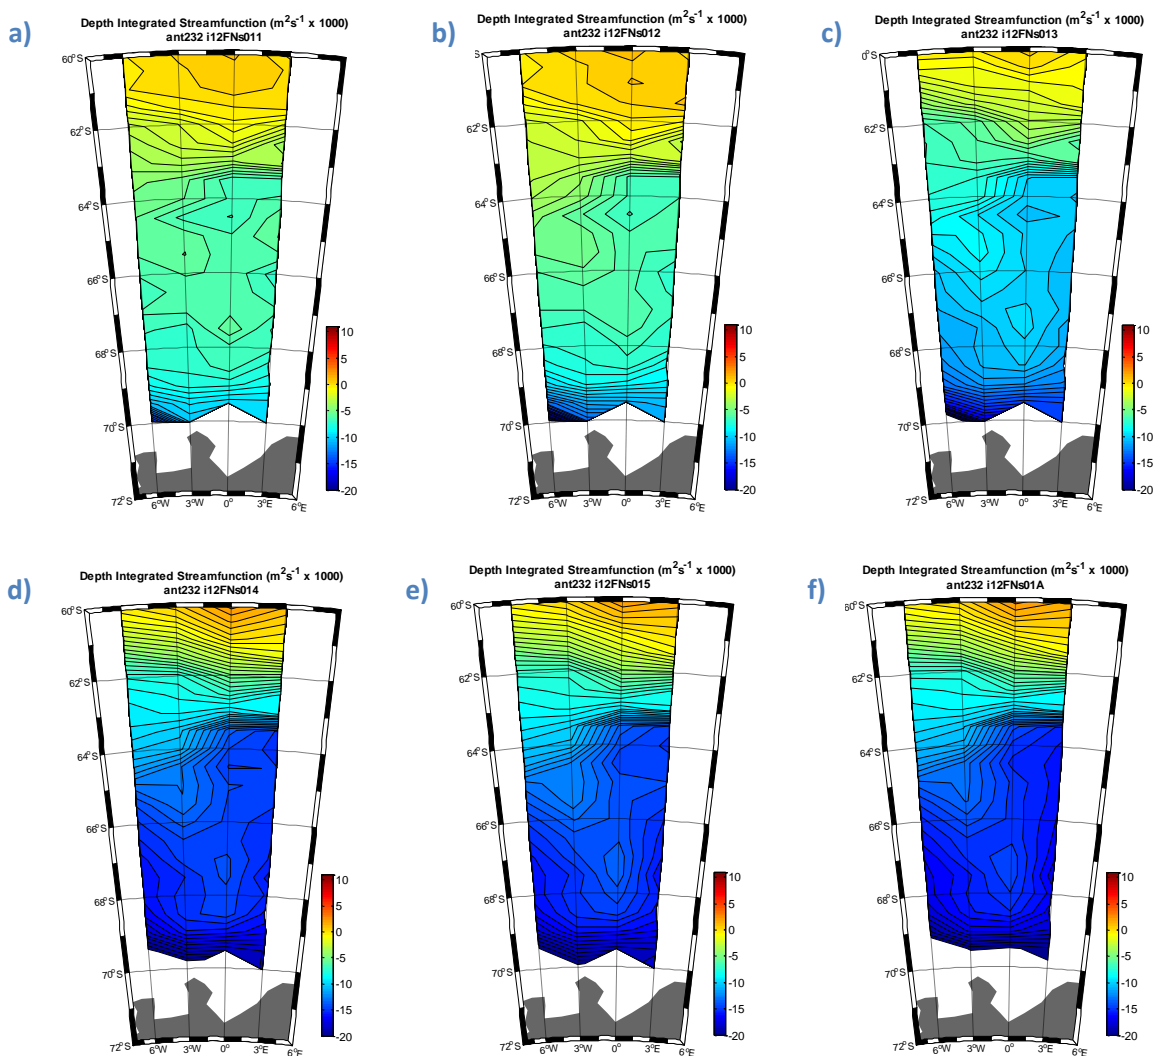 a)
Depth Integrated Streamfunction (m²s⁻¹ x 1000)
ant232 i12FNs011
60°S
62°S
64°S
66°S
68°S
70°S
72°S
6°W
3°W
0°
3°E
6°E
10
5
0
-5
-10
-15
-20
b)
Depth Integrated Streamfunction (m²s⁻¹ x 1000)
ant232 i12FNs012
S
62°S
64°S
66°S
68°S
70°S
72°S
6°W
3°W
0°
3°E
6°E
10
5
0
-5
-10
-15
-20
c)
Depth Integrated Streamfunction (m²s⁻¹ x 1000)
ant232 i12FNs013
0°S
62°S
64°S
66°S
68°S
70°S
72°S
6°W
3°W
0°
3°E
6°E
10
5
0
-5
-10
-15
-20
d)
Depth Integrated Streamfunction (m²s⁻¹ x 1000)
ant232 i12FNs014
60°S
62°S
64°S
66°S
68°S
70°S
72°S
6°W
3°W
0°
3°E
6°E
10
5
0
-5
-10
-15
-20
e)
Depth Integrated Streamfunction (m²s⁻¹ x 1000)
ant232 i12FNs015
60°S
62°S
64°S
66°S
68°S
70°S
72°S
6°W
3°W
0°
3°E
6°E
10
5
0
-5
-10
-15
-20
f)
Depth Integrated Streamfunction (m²s⁻¹ x 1000)
ant232 i12FNs01A
60°S
62°S
64°S
66°S
68°S
70°S
72°S
6°W
3°W
0°
3°E
6°E
10
5
0
-5
-10
-15
-20